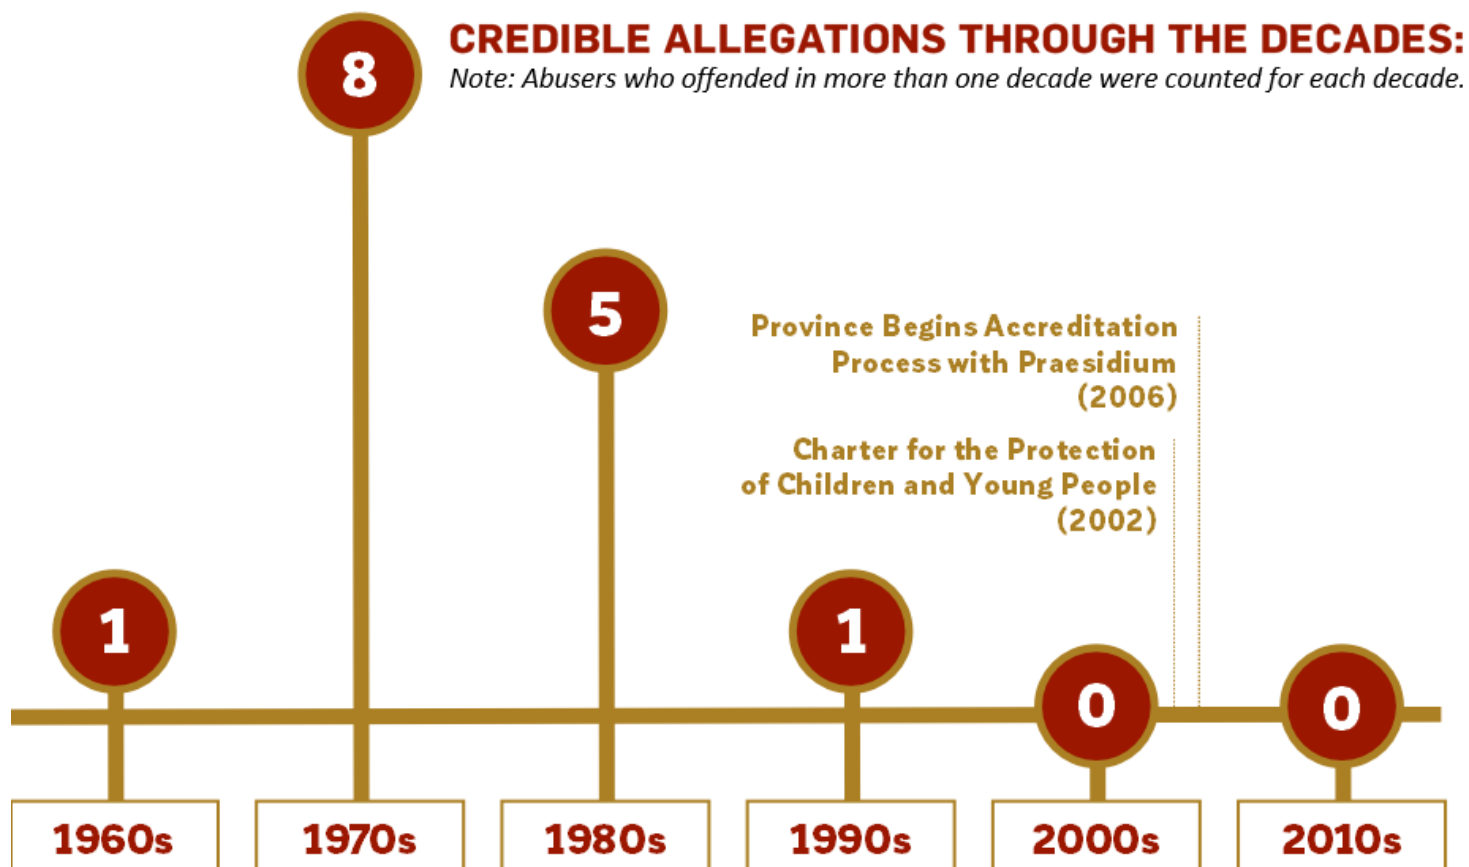 CREDIBLE ALLEGATIONS THROUGH THE DECADES:
Note: Abusers who offended in more than one decade were counted for each decade.
8
5
Province Begins Accreditation
Process with Praesidium
(2006)
Charter for the Protection
of Children and Young People
(2002)
1
1
0
0
1960s
1970s
1980s
1990s
2000s
2010s